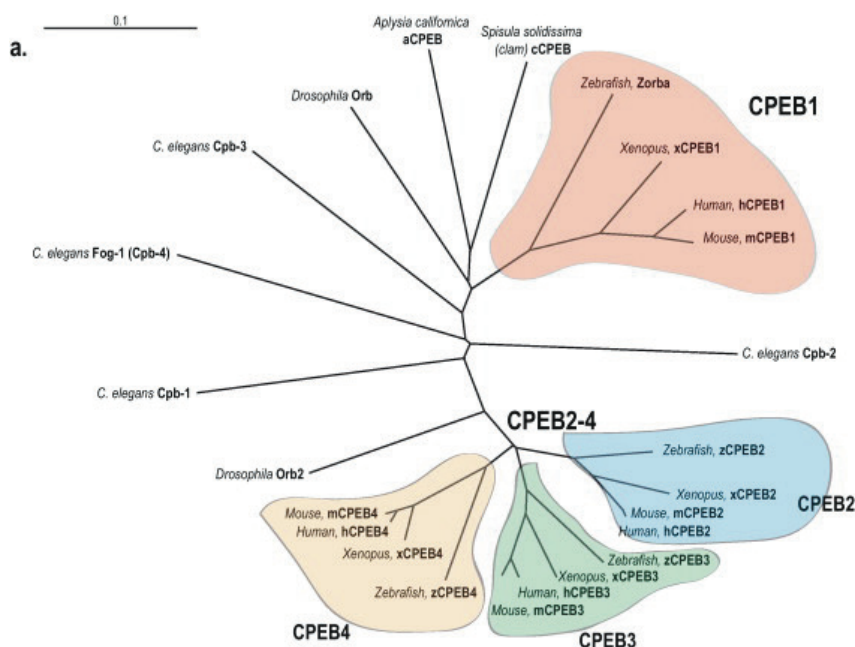 0.1
a.
Aplysia californica
aCPEB
Spisula solidissima
(clam) cCPEB
Drosophila Orb
Zebrafish, Zorba
CPEB1
C. elegans Cpb-3
Xenopus, xCPEB1
Human, hCPEB1
Mouse, mCPEB1
C. elegans Fog-1 (Cpb-4)
C. elegans Cpb-2
C. elegans Cpb-1
CPEB2-4
Drosophila Orb2
Zebrafish, zCPEB2
Xenopus, xCPEB2
CPEB2
Mouse, mCPEB2
Human, hCPEB2
Mouse, mCPEB4
Human, hCPEB4
Xenopus, xCPEB4
Zebrafish, zCPEB4
CPEB4
Zebrafish, zCPEB3
Xenopus, xCPEB3
Human, hCPEB3
Mouse, mCPEB3
CPEB3